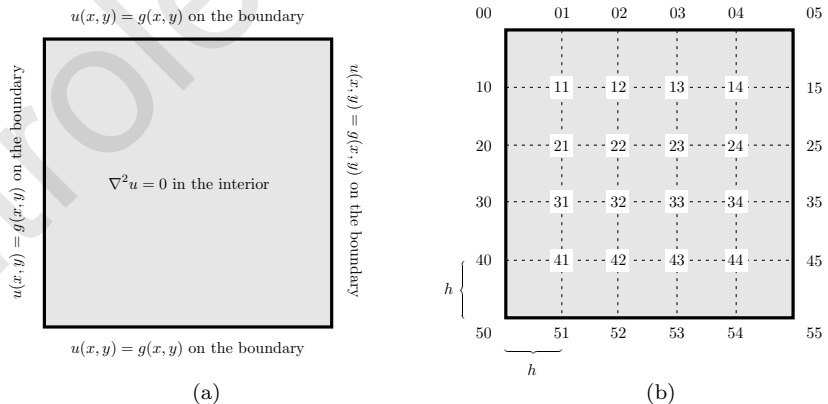 u(x, y) = g(x, y) on the boundary
u(x, y) = g(x, y) on the boundary
∇²u = 0 in the interior
u(x, y) = g(x, y) on the boundary
u(x, y) = g(x, y) on the boundary
(a)
00 01 02 03 04 05
10 11 12 13 14 15
20 21 22 23 24 25
30 31 32 33 34 35
40 41 42 43 44 45
h
50 51 52 53 54 55
h
(b)